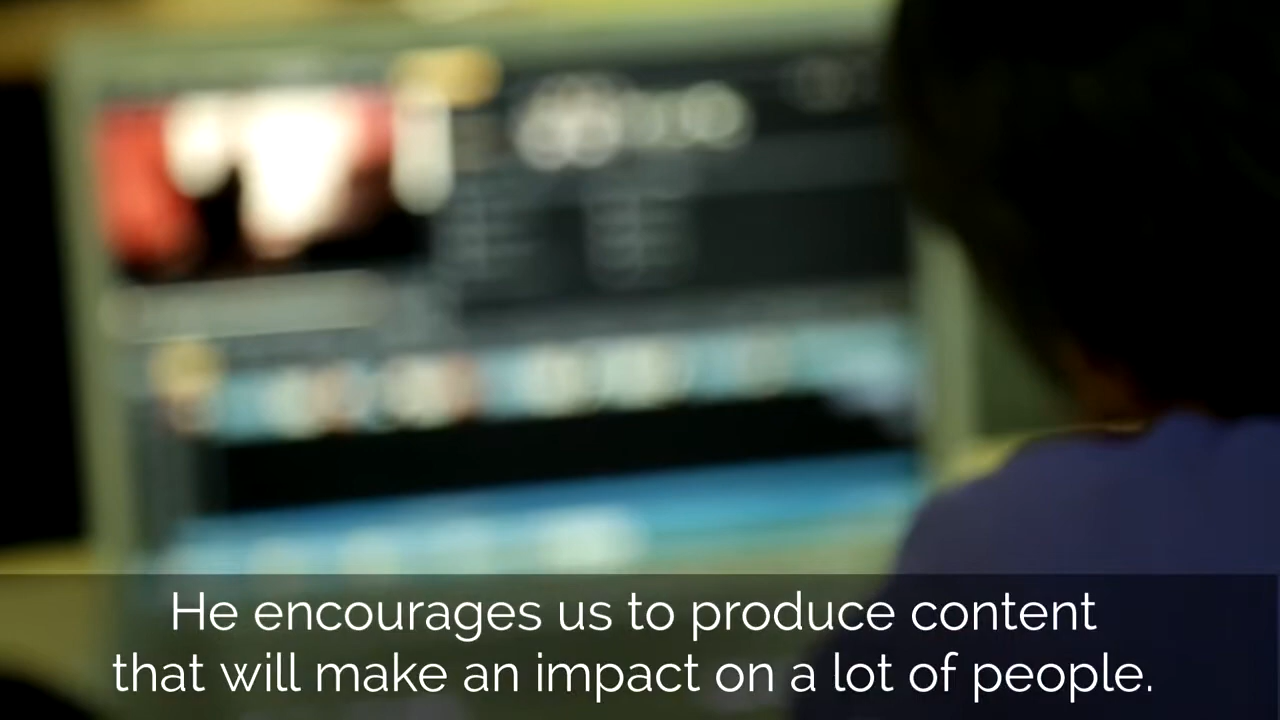 He encourages us to produce content
that will make an impact on a lot of people.